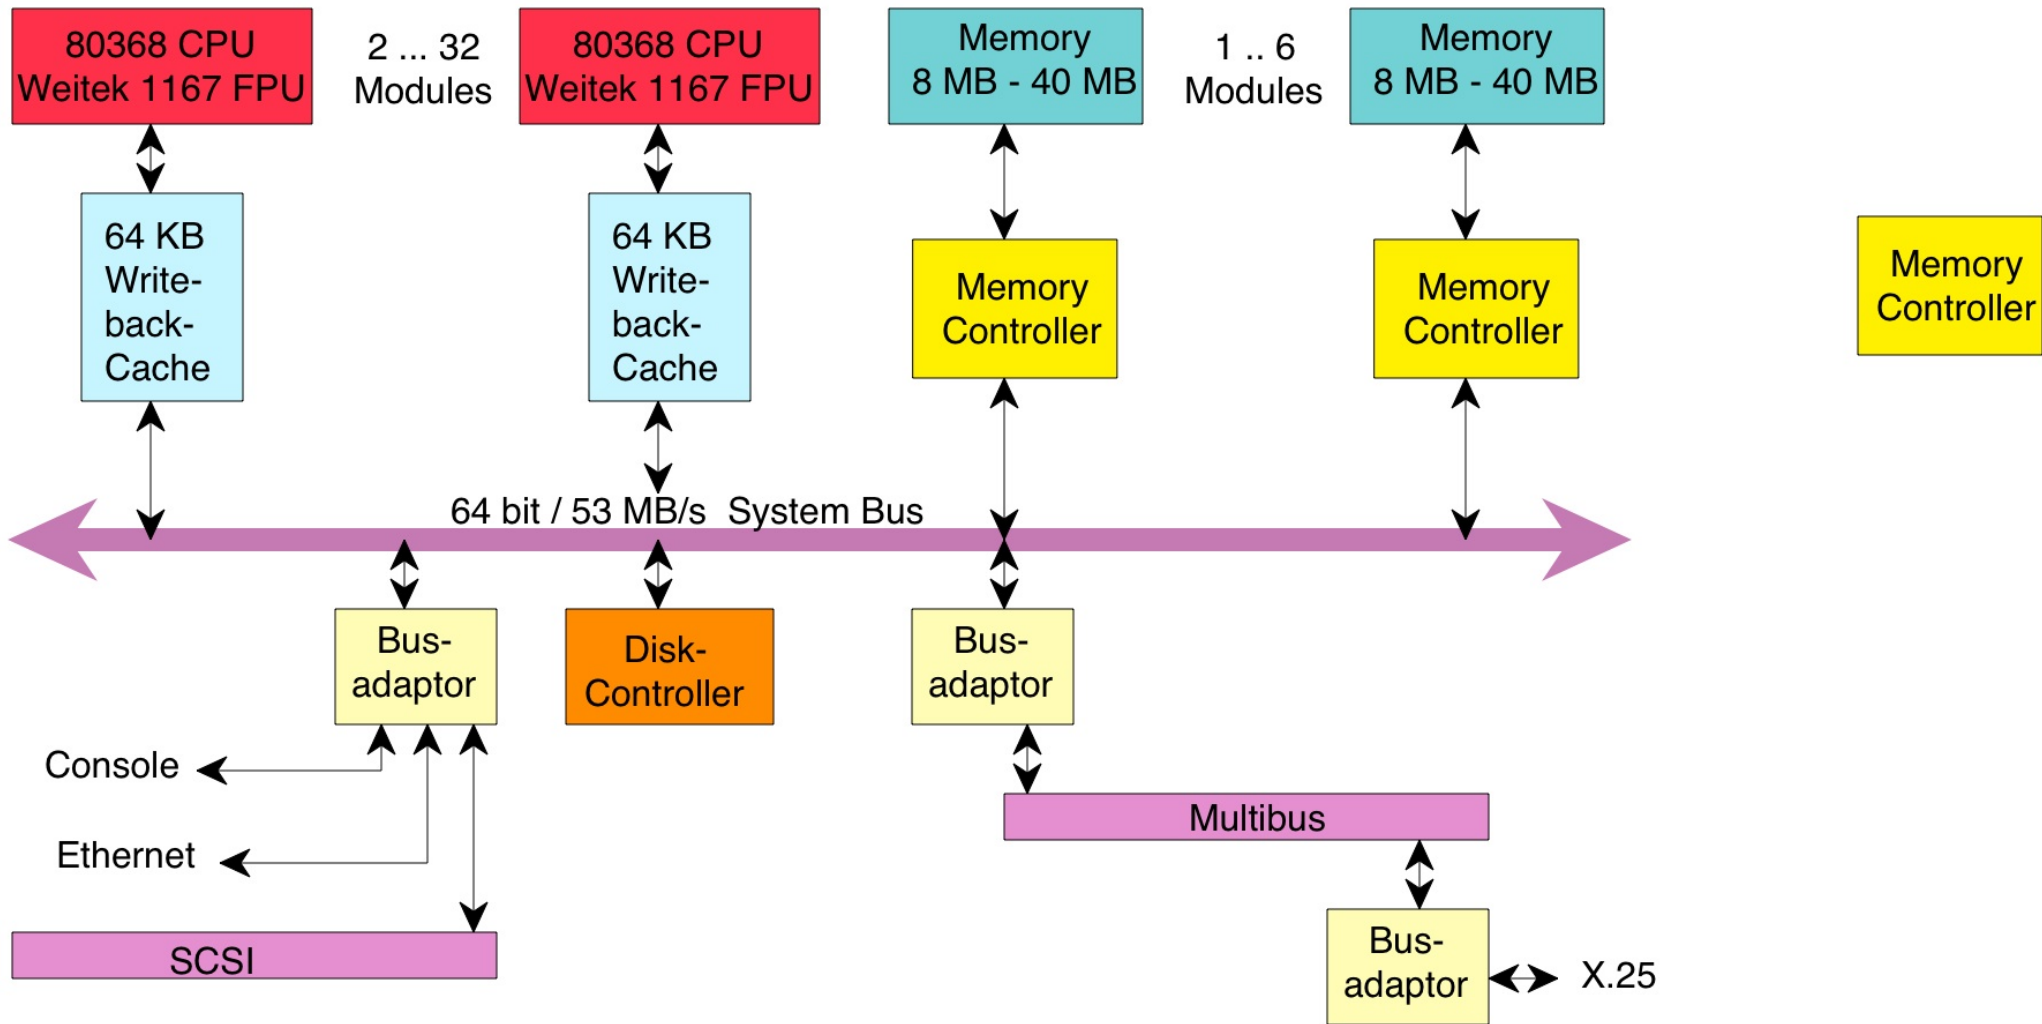 80368 CPU
Weitek 1167 FPU
2 ... 32
Modules
80368 CPU
Weitek 1167 FPU
Memory
8 MB - 40 MB
1 .. 6
Modules
Memory
8 MB - 40 MB
64 KB
Write-
back-
Cache
64 KB
Write-
back-
Cache
Memory
Controller
Memory
Controller
Memory
Controller
64 bit / 53 MB/s System Bus
Bus-
adaptor
Disk-
Controller
Bus-
adaptor
Console
Ethernet
SCSI
Multibus
Bus-
adaptor
X.25